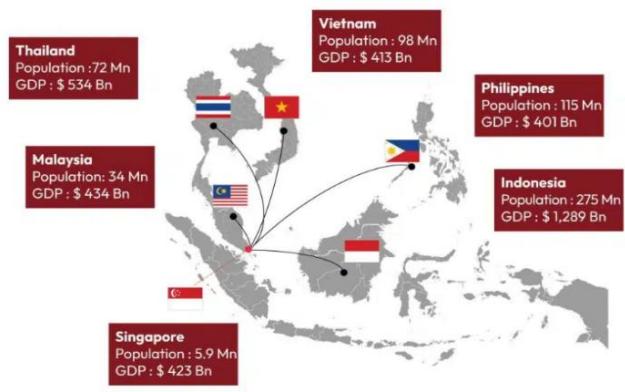 Vietnam
Population : 98 Mn
GDP : $ 413 Bn
Thailand
Population :72 Mn
GDP : $ 534 Bn
Philippines
Population : 115 Mn
GDP : $ 401 Bn
Malaysia
Population: 34 Mn
GDP : $ 434 Bn
Indonesia
Population : 275 Mn
GDP : $ 1,289 Bn
Singapore
Population : 5.9 Mn
GDP : $ 423 Bn